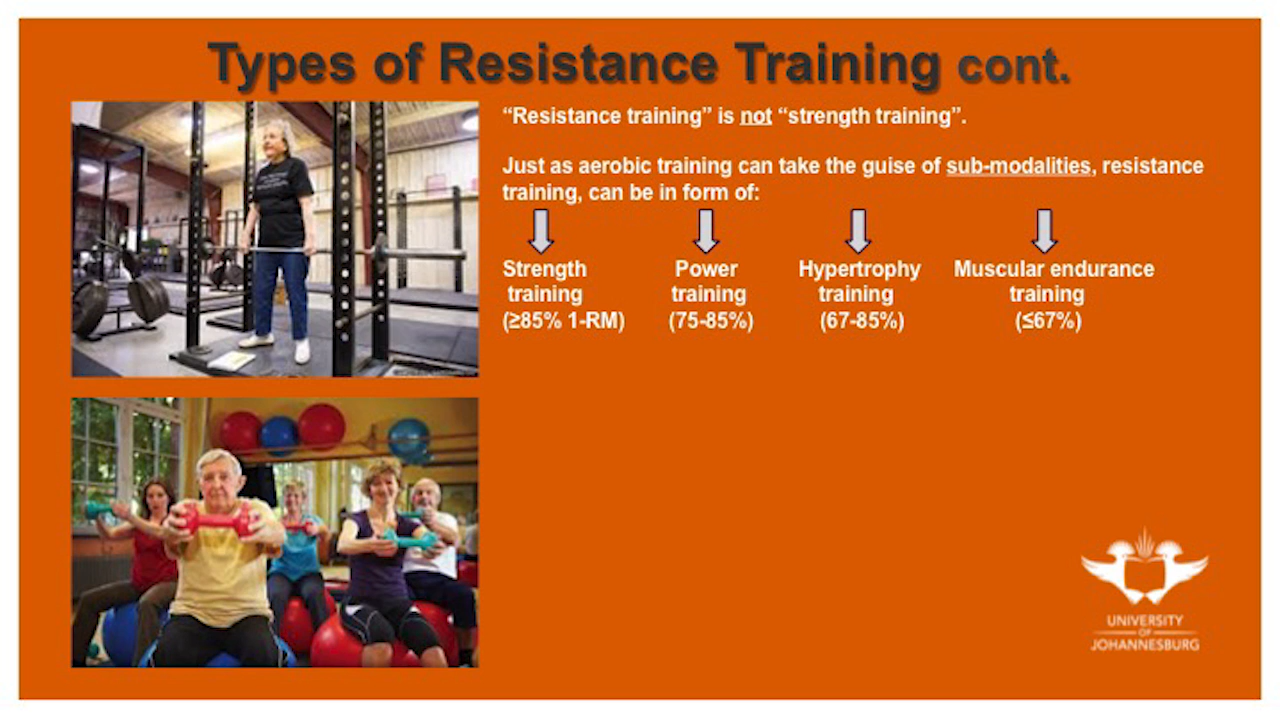 Types of Resistance Training cont.
“Resistance training” is not “strength training”.
Just as aerobic training can take the guise of sub-modalities, resistance
training, can be in form of:
Strength training (≥85% 1-RM)
Power training (75-85%)
Hypertrophy training (67-85%)
Muscular endurance training (≤67%)
UNIVERSITY
OF
JOHANNESBURG